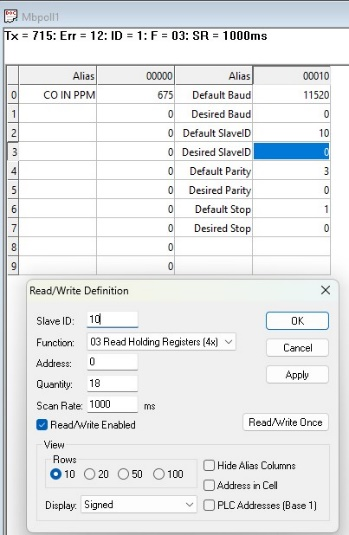 Mbpoll1
Tx = 715: Err = 12: ID = 1: F = 03: SR = 1000ms
Alias 00000 Alias 00010
0 CO IN PPM 675 Default Baud 11520
1 0 Desired Baud 0
2 0 Default SlaveID 10
3 0 Desired SlaveID 0
4 0 Default Parity 3
5 0 Desired Parity 0
6 0 Default Stop 1
7 0 Desired Stop 0
8 0
9 0
Read/Write Definition
Slave ID: 10 OK
Function: 03 Read Holding Registers (4x) Cancel
Address: 0
Quantity: 18 Apply
Scan Rate: 1000 ms
Read/Write Enabled Read/Write Once
View
Rows
10 20 50 100 Hide Alias Columns
Address in Cell
Display: Signed PLC Addresses (Base 1)